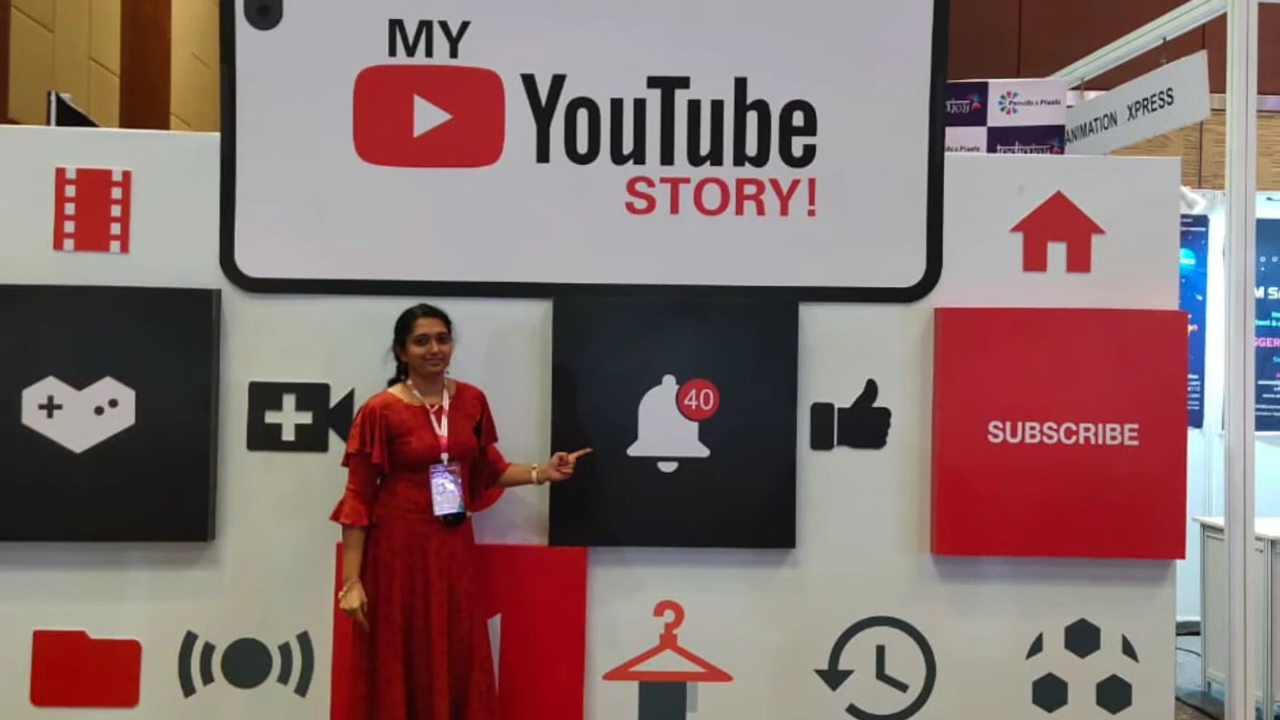 MY
YouTube
STORY!
Pencils & Pixels
ANIMATION XPRESS
40
SUBSCRIBE